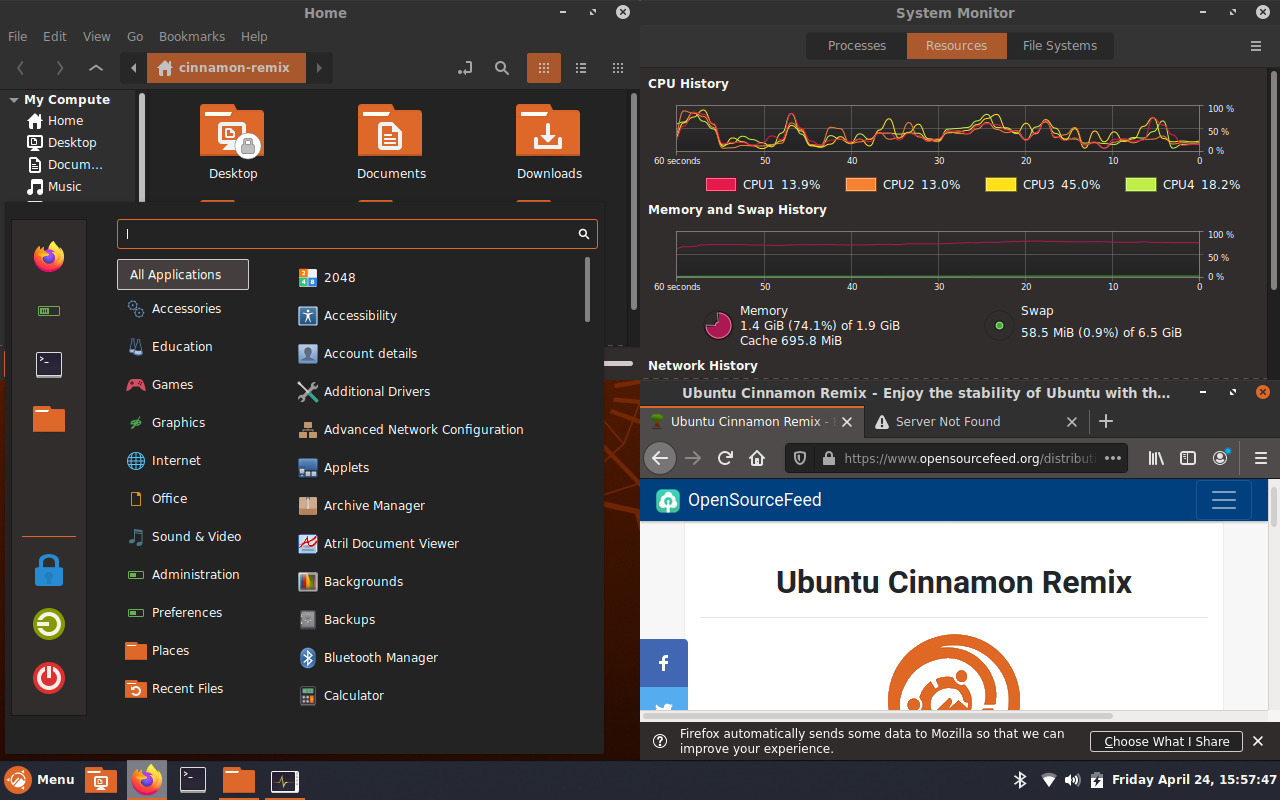 Home
File Edit View Go Bookmarks Help
cinnamon-remix
My Compute
Home
Desktop
Docum...
Music
Desktop
Documents
Downloads
System Monitor
Processes
Resources
File Systems
CPU History
100 %
50 %
0 %
60 seconds 50 40 30 20 10 0
CPU1 13.9% CPU2 13.0% CPU3 45.0% CPU4 18.2%
Memory and Swap History
100 %
50 %
0 %
60 seconds 50 40 30 20 10 0
Memory
1.4 GiB (74.1%) of 1.9 GiB
Cache 695.8 MiB
Swap
58.5 MiB (0.9%) of 6.5 GiB
Network History
All Applications
Accessories
Education
Games
Graphics
Internet
Office
Sound & Video
Administration
Preferences
Places
Recent Files
2048
Accessibility
Account details
Additional Drivers
Advanced Network Configuration
Applets
Archive Manager
Atril Document Viewer
Backgrounds
Backups
Bluetooth Manager
Calculator
Ubuntu Cinnamon Remix - Enjoy the stability of Ubuntu with th...
Ubuntu Cinnamon Remix -
Server Not Found
https://www.opensourcefeed.org/distribut
OpenSourceFeed
Ubuntu Cinnamon Remix
Firefox automatically sends some data to Mozilla so that we can
improve your experience.
Choose What I Share
Menu
Friday April 24, 15:57:47